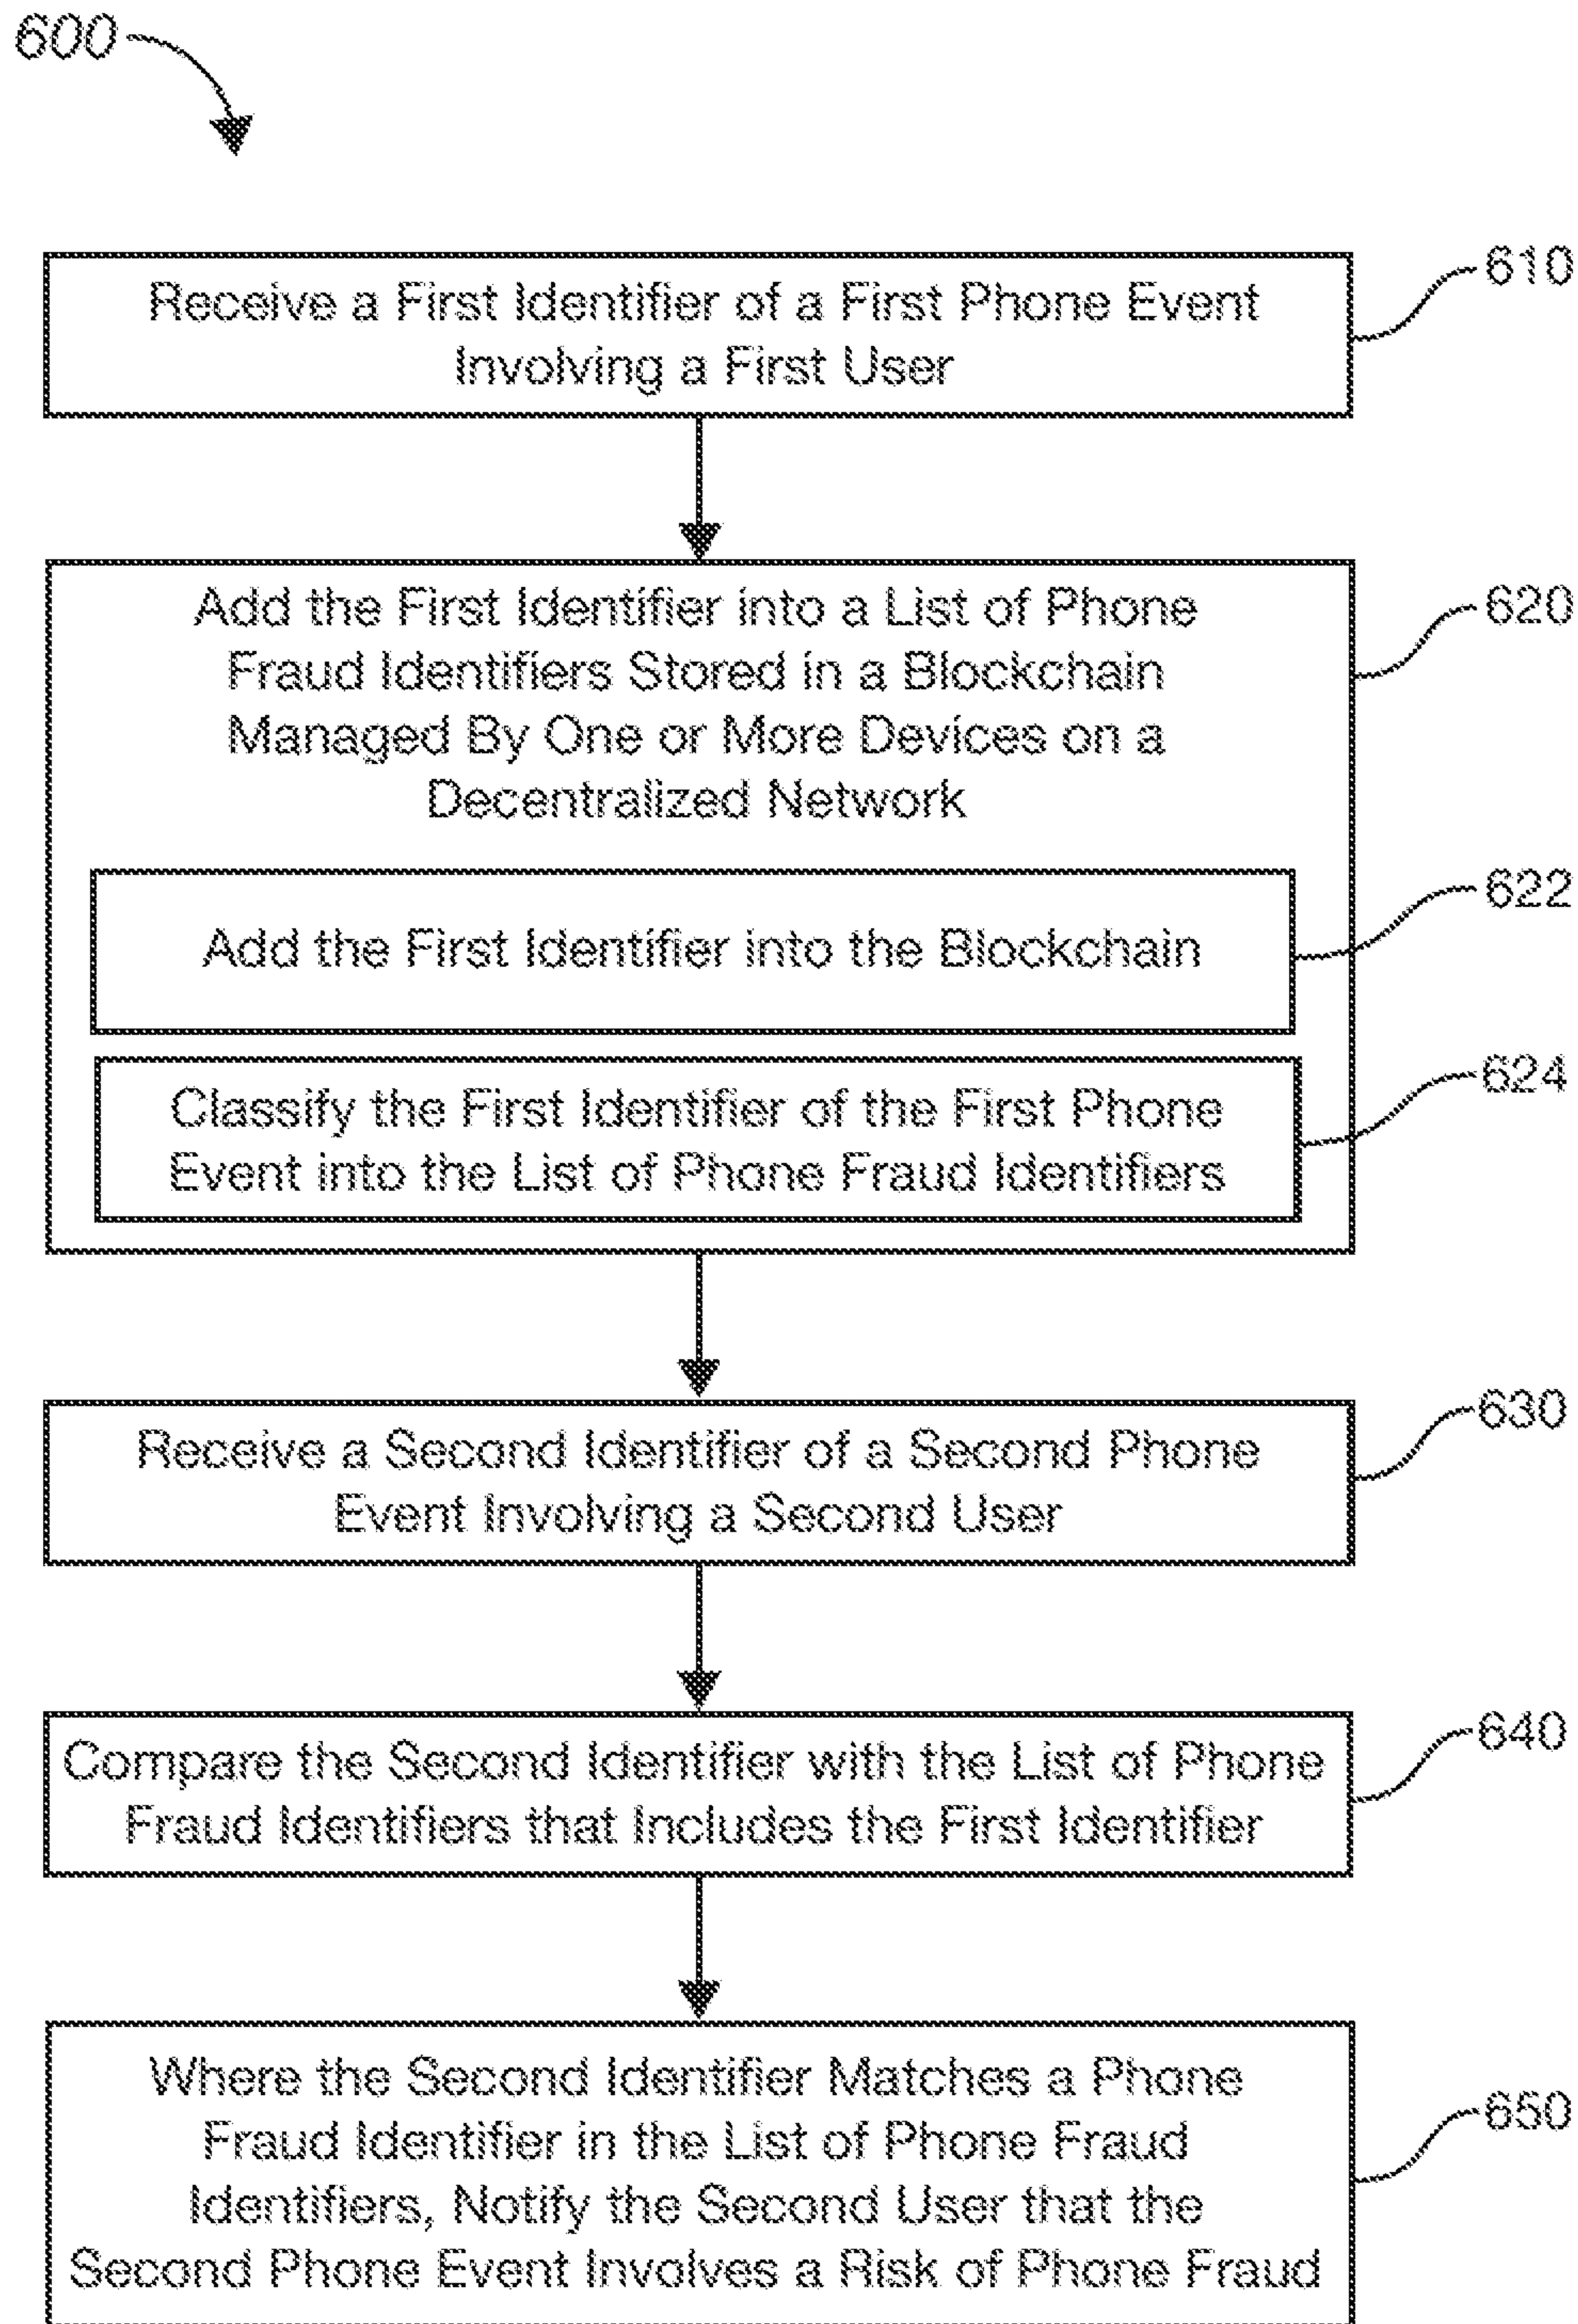 600
Receive a First Identifier of a First Phone Event
Involving a First User
610
Add the First Identifier into a List of Phone
Fraud Identifiers Stored in a Blockchain
Managed By One or More Devices on a
Decentralized Network
620
Add the First Identifier into the Blockchain
622
Classify the First Identifier of the First Phone
Event into the List of Phone Fraud Identifiers
624
Receive a Second Identifier of a Second Phone
Event Involving a Second User
630
Compare the Second Identifier with the List of Phone
Fraud Identifiers that Includes the First Identifier
640
Where the Second Identifier Matches a Phone
Fraud Identifier in the List of Phone Fraud
Identifiers, Notify the Second User that the
Second Phone Event Involves a Risk of Phone Fraud
650